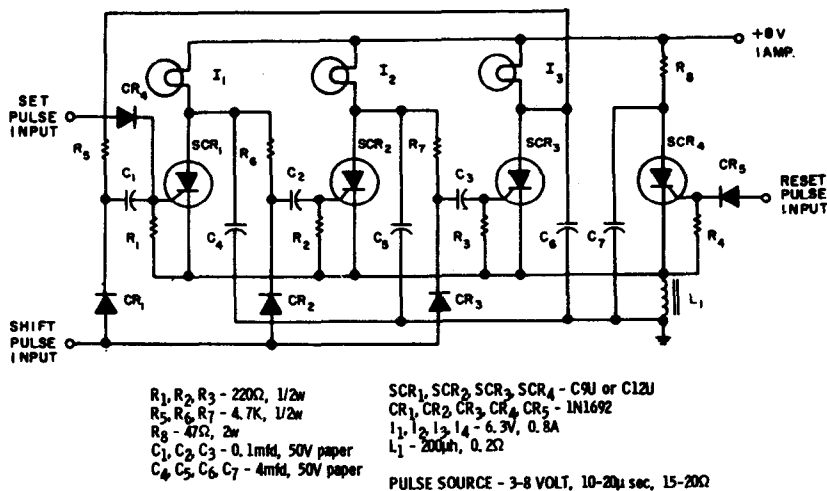 +8V
1 AMP.
I₁
I₂
I₃
R₈
CR₄
SET
PULSE
INPUT
R₅
C₁
SCR₁
R₆
C₂
SCR₂
R₇
C₃
SCR₃
SCR₄
CR₅
RESET
PULSE
INPUT
R₁
C₄
R₂
C₅
R₃
C₆
C₇
R₄
CR₁
CR₂
CR₃
L₁
SHIFT
PULSE
INPUT
R₁, R₂, R₃ - 220Ω, 1/2w
R₅, R₆, R₇ - 4.7K, 1/2w
R₈ - 47Ω, 2w
C₁, C₂, C₃ - 0.1mfd, 50V paper
C₄, C₅, C₆, C₇ - 4mfd, 50V paper
SCR₁, SCR₂, SCR₃, SCR₄ - C9U or C12U
CR₁, CR₂, CR₃, CR₄, CR₅ - 1N1692
I₁, I₂, I₃, I₄ - 6.3V, 0.8A
L₁ - 200μh, 0.2Ω
PULSE SOURCE - 3-8 VOLT, 10-20μ sec, 15-20Ω